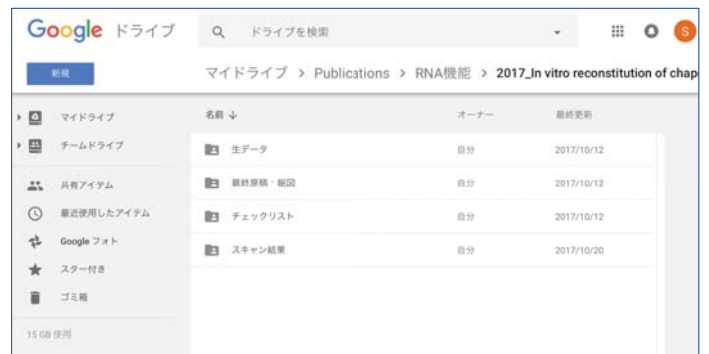 Google ドライブ
ドライブを検索
S
新規
マイドライブ > Publications > RNA機能 > 2017_In vitro reconstitution of chap
マイドライブ
チームドライブ
共有アイテム
最近使用したアイテム
Google フォト
スター付き
ゴミ箱
15 GB 使用
名前 ↓ オーナー 最終更新
生データ 自分 2017/10/12
最終原稿・組図 自分 2017/10/12
チェックリスト 自分 2017/10/12
スキャン結果 自分 2017/10/20